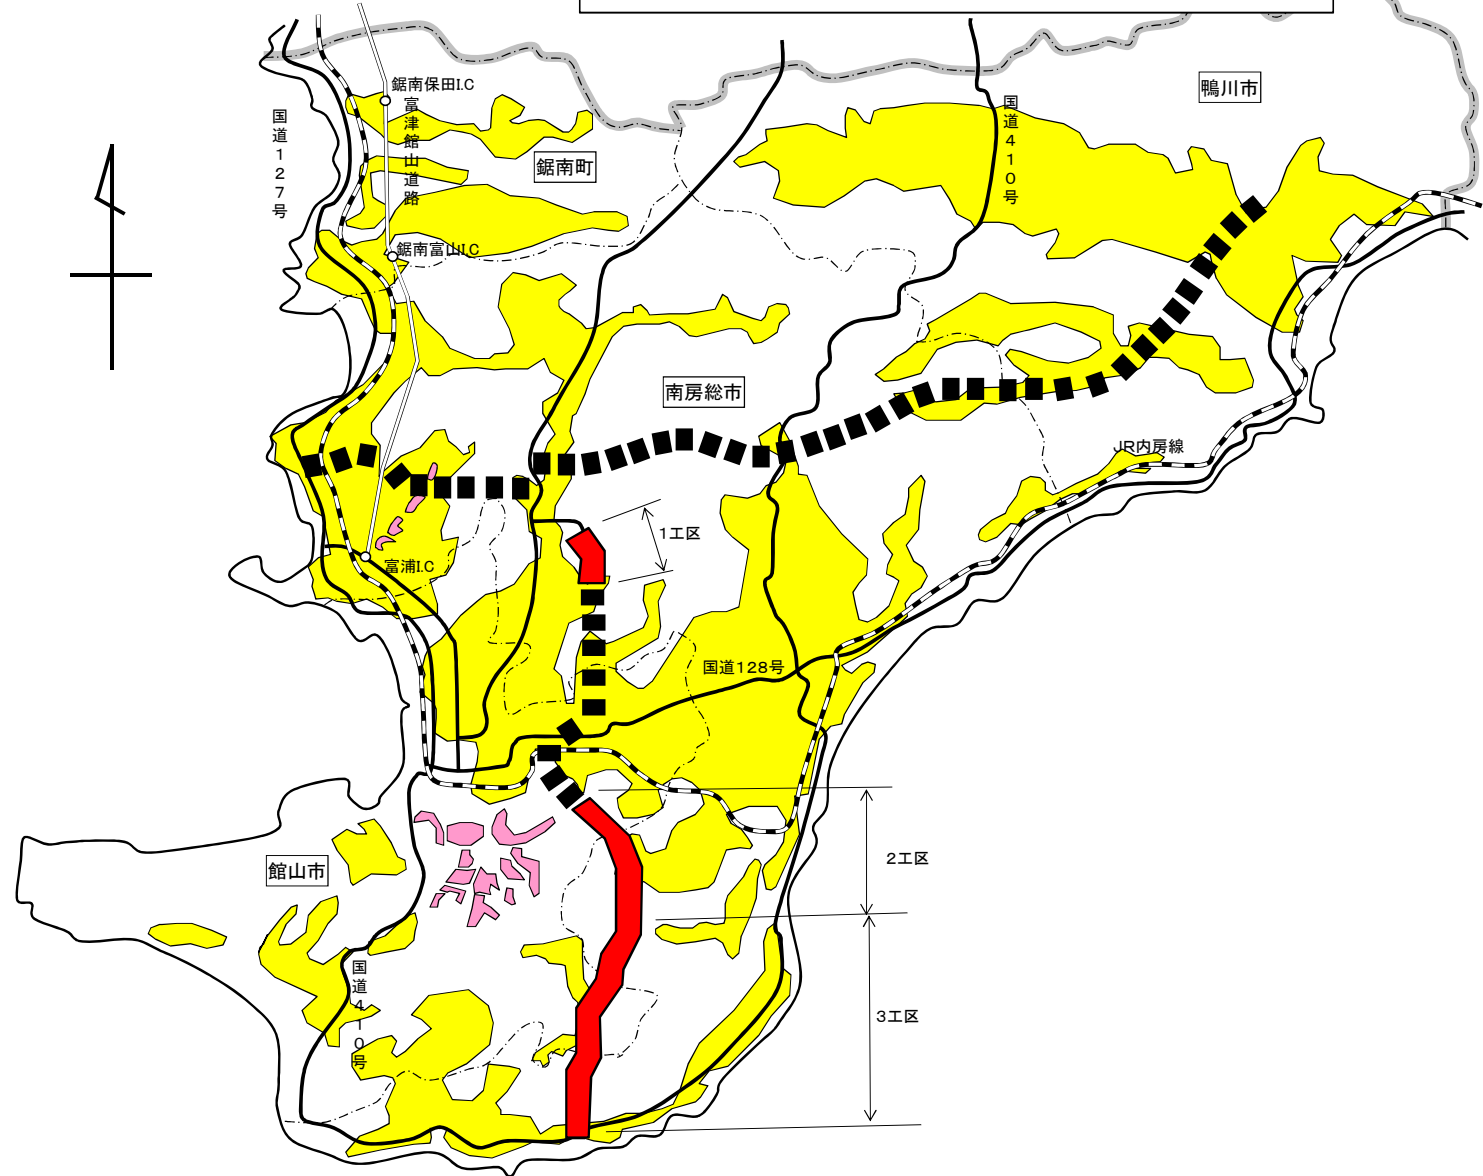 鋸南保田I.C
富津館山道路
国道127号
鴨川市
国道410号
鋸南町
鋸南富山I.C
南房総市
JR内房線
1工区
富浦I.C
国道128号
2工区
館山市
国道410号
3工区